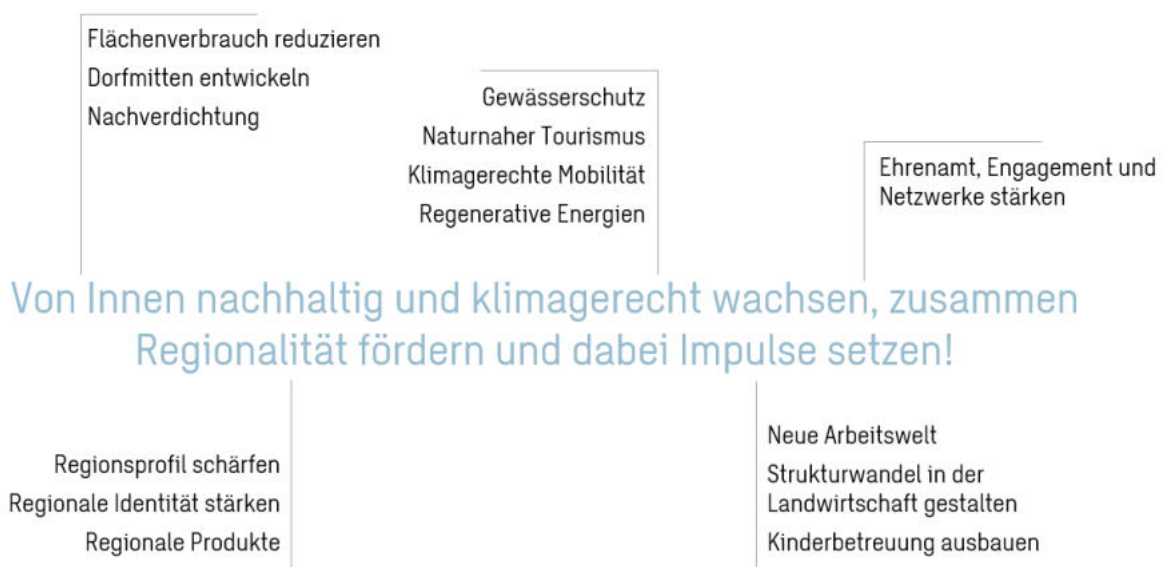 Flächenverbrauch reduzieren
Dorfmitten entwickeln
Nachverdichtung
Gewässerschutz
Naturnaher Tourismus
Klimagerechte Mobilität
Regenerative Energien
Ehrenamt, Engagement und
Netzwerke stärken
Von Innen nachhaltig und klimagerecht wachsen, zusammen
Regionalität fördern und dabei Impulse setzen!
Regionsprofil schärfen
Regionale Identität stärken
Regionale Produkte
Neue Arbeitswelt
Strukturwandel in der
Landwirtschaft gestalten
Kinderbetreuung ausbauen